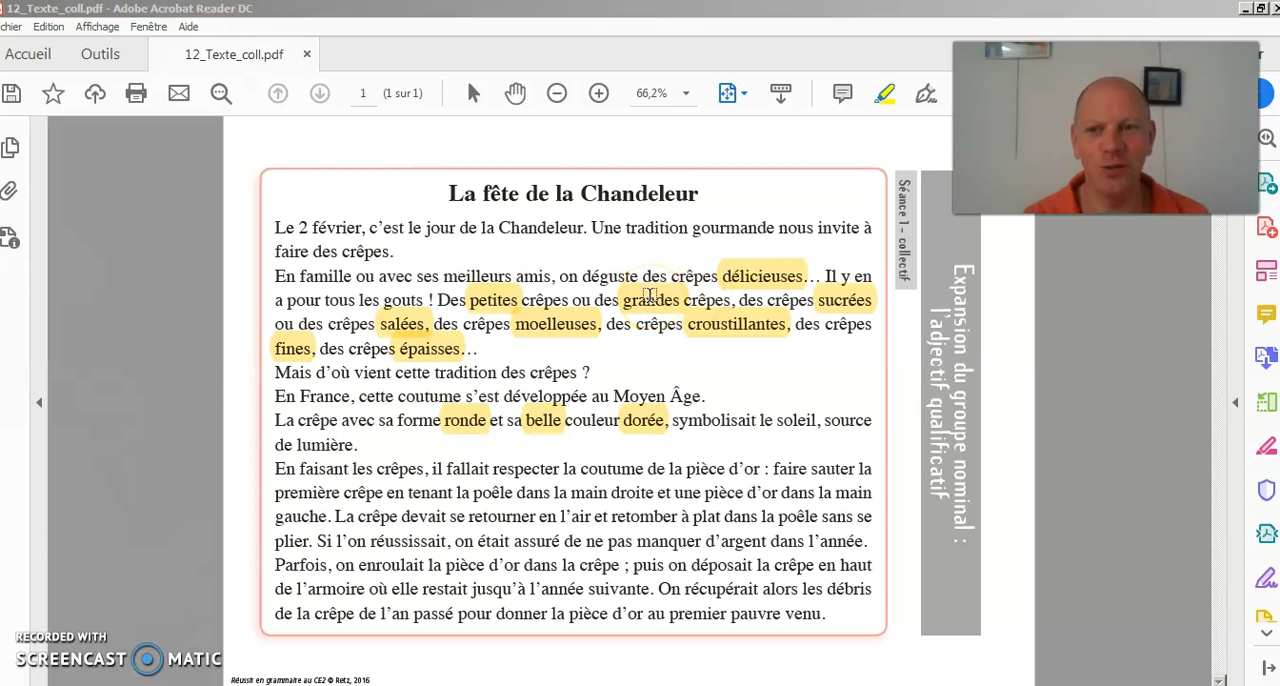 12_Texte_coll.pdf - Adobe Acrobat Reader DC
chier Edition Affichage Fenêtre Aide
Accueil Outils 12_Texte_coll.pdf ×
1 (1 sur 1) 66,2%
La fête de la Chandeleur
Le 2 février, c’est le jour de la Chandeleur. Une tradition gourmande nous invite à
faire des crêpes.
En famille ou avec ses meilleurs amis, on déguste des crêpes délicieuses… Il y en
a pour tous les gouts ! Des petites crêpes ou des grandes crêpes, des crêpes sucrées
ou des crêpes salées, des crêpes moelleuses, des crêpes croustillantes, des crêpes
fines, des crêpes épaisses…
Mais d’où vient cette tradition des crêpes ?
En France, cette coutume s’est développée au Moyen Âge.
La crêpe avec sa forme ronde et sa belle couleur dorée, symbolisait le soleil, source
de lumière.
En faisant les crêpes, il fallait respecter la coutume de la pièce d’or : faire sauter la
première crêpe en tenant la poêle dans la main droite et une pièce d’or dans la main
gauche. La crêpe devait se retourner en l’air et retomber à plat dans la poêle sans se
plier. Si l’on réussissait, on était assuré de ne pas manquer d’argent dans l’année.
Parfois, on enroulait la pièce d’or dans la crêpe ; puis on déposait la crêpe en haut
de l’armoire où elle restait jusqu’à l’année suivante. On récupérait alors les débris
de la crêpe de l’an passé pour donner la pièce d’or au premier pauvre venu.
Séance 1 – collectif
Expansion du groupe nominal :
l’adjectif qualificatif
RECORDED WITH
SCREENCAST MATIC
Réussir en grammaire au CE2 © Retz, 2016